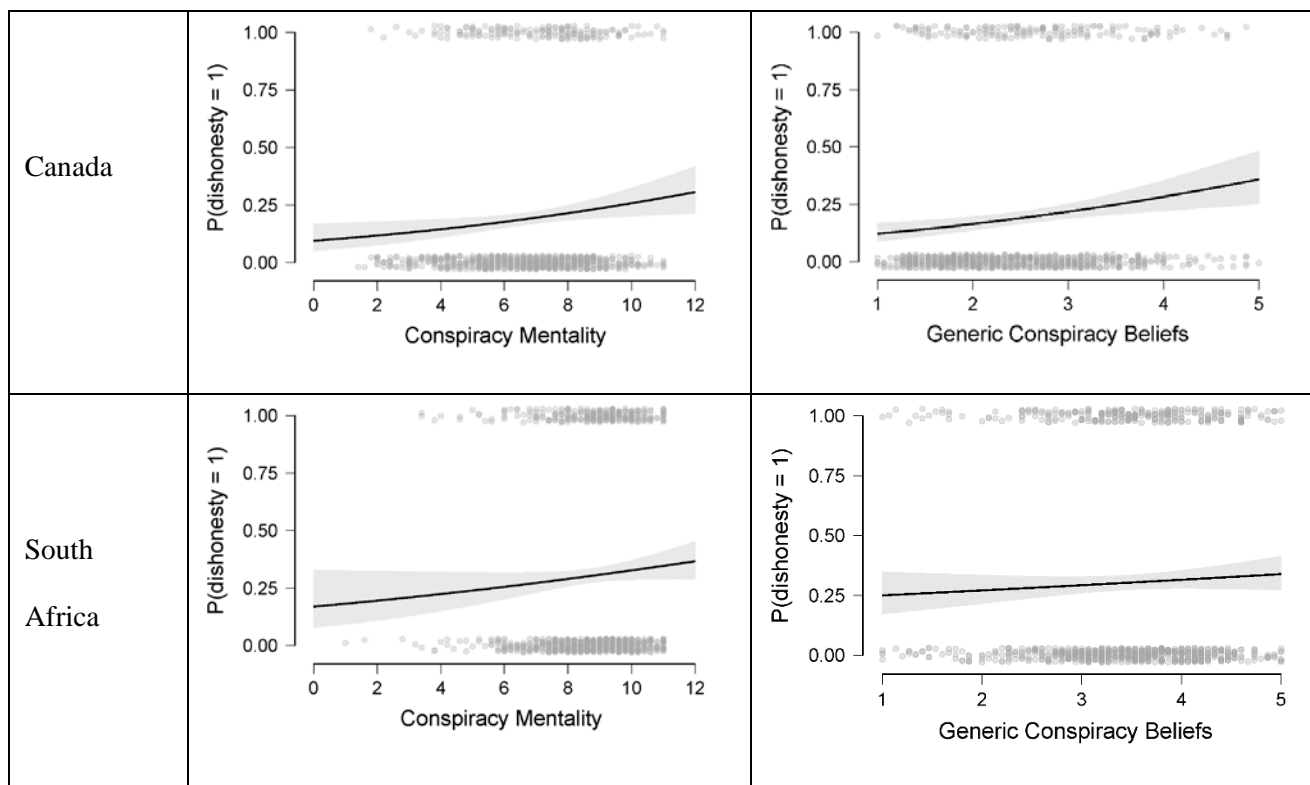 Canada
P(dishonesty = 1)
1.00
0.75
0.50
0.25
0.00
0 2 4 6 8 10 12
Conspiracy Mentality
P(dishonesty = 1)
1.00
0.75
0.50
0.25
0.00
1 2 3 4 5
Generic Conspiracy Beliefs
South
Africa
P(dishonesty = 1)
1.00
0.75
0.50
0.25
0.00
0 2 4 6 8 10 12
Conspiracy Mentality
P(dishonesty = 1)
1.00
0.75
0.50
0.25
0.00
1 2 3 4 5
Generic Conspiracy Beliefs